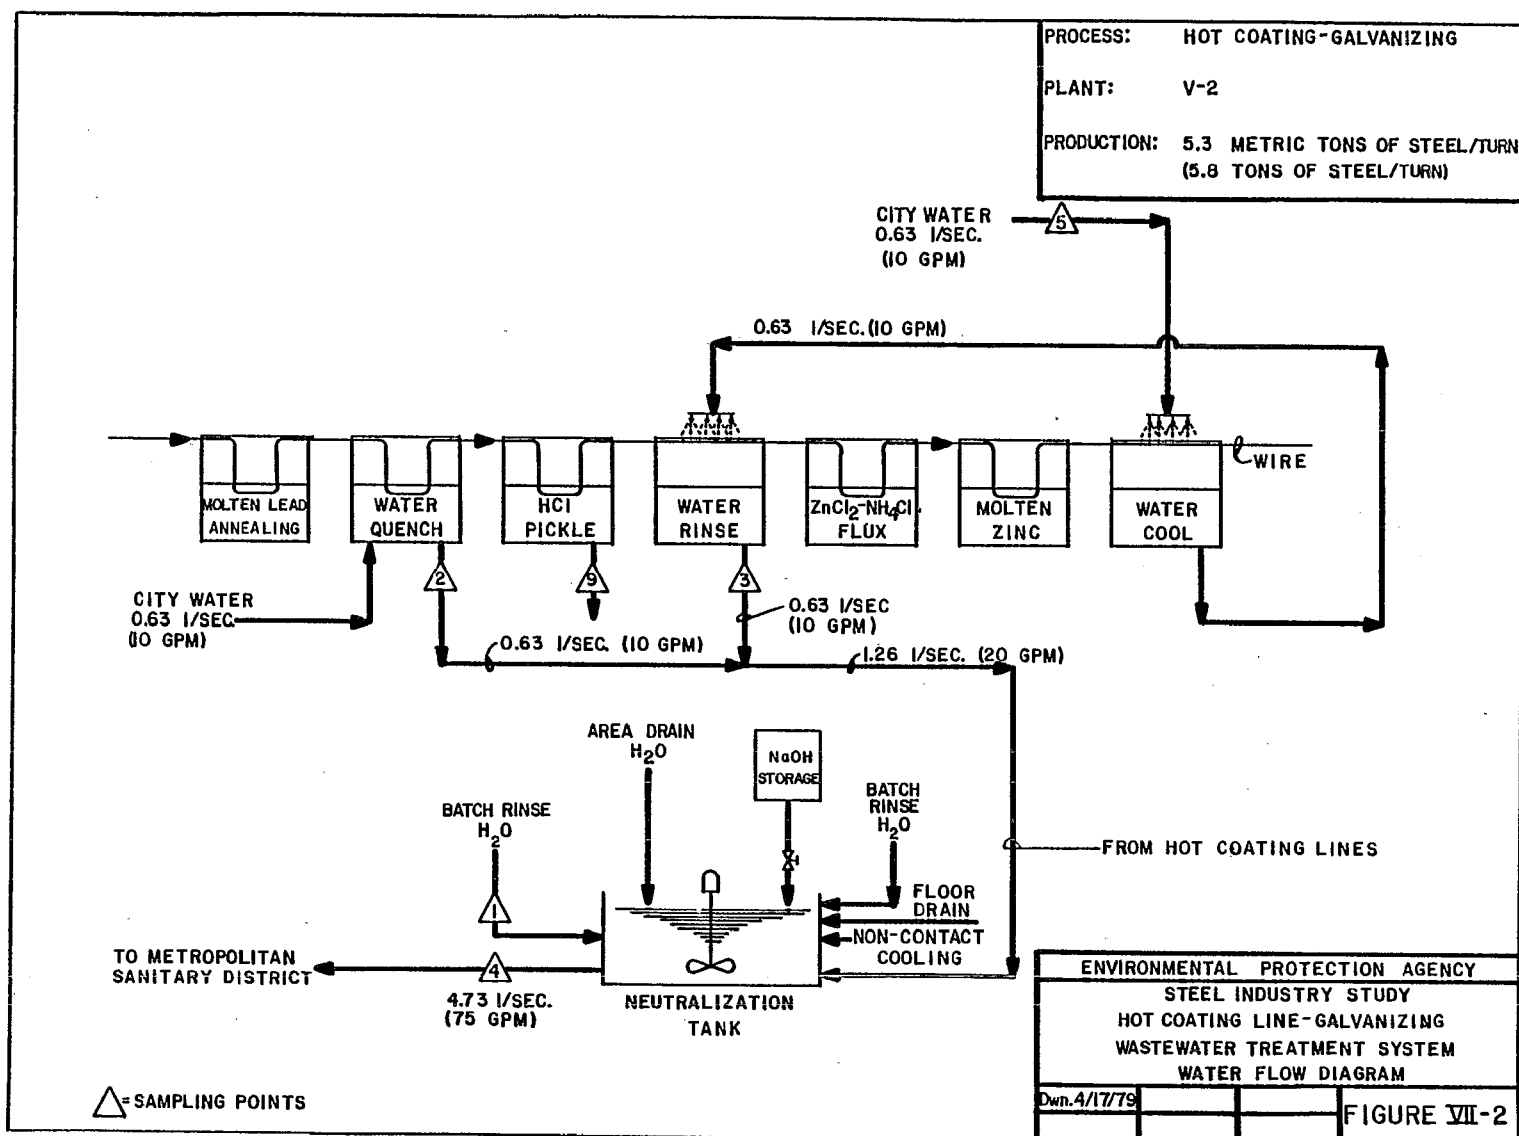 PROCESS: HOT COATING-GALVANIZING
PLANT: V-2
PRODUCTION: 5.3 METRIC TONS OF STEEL/TURN
(5.8 TONS OF STEEL/TURN)
CITY WATER
0.63 l/SEC.
(10 GPM)
5
0.63 l/SEC.(10 GPM)
MOLTEN LEAD
ANNEALING
WATER
QUENCH
HCl
PICKLE
WATER
RINSE
ZnCl₂-NH₄Cl
FLUX
MOLTEN
ZINC
WATER
COOL
WIRE
2
9
3
CITY WATER
0.63 l/SEC.
(10 GPM)
0.63 l/SEC
(10 GPM)
0.63 l/SEC. (10 GPM)
1.26 l/SEC. (20 GPM)
AREA DRAIN
H₂O
NaOH
STORAGE
BATCH RINSE
H₂O
BATCH
RINSE
H₂O
FROM HOT COATING LINES
1
FLOOR
DRAIN
NON-CONTACT
COOLING
TO METROPOLITAN
SANITARY DISTRICT
4
4.73 l/SEC.
(75 GPM)
NEUTRALIZATION
TANK
△=SAMPLING POINTS
ENVIRONMENTAL PROTECTION AGENCY
STEEL INDUSTRY STUDY
HOT COATING LINE-GALVANIZING
WASTEWATER TREATMENT SYSTEM
WATER FLOW DIAGRAM
Dwn.4/17/79
FIGURE VII-2